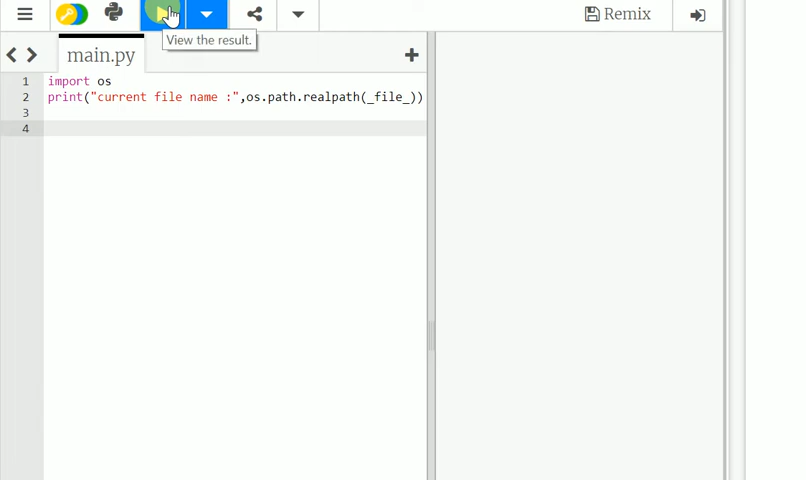 Remix
View the result.
main.py
1 import os
2 print("current file name :",os.path.realpath(_file_))
3
4